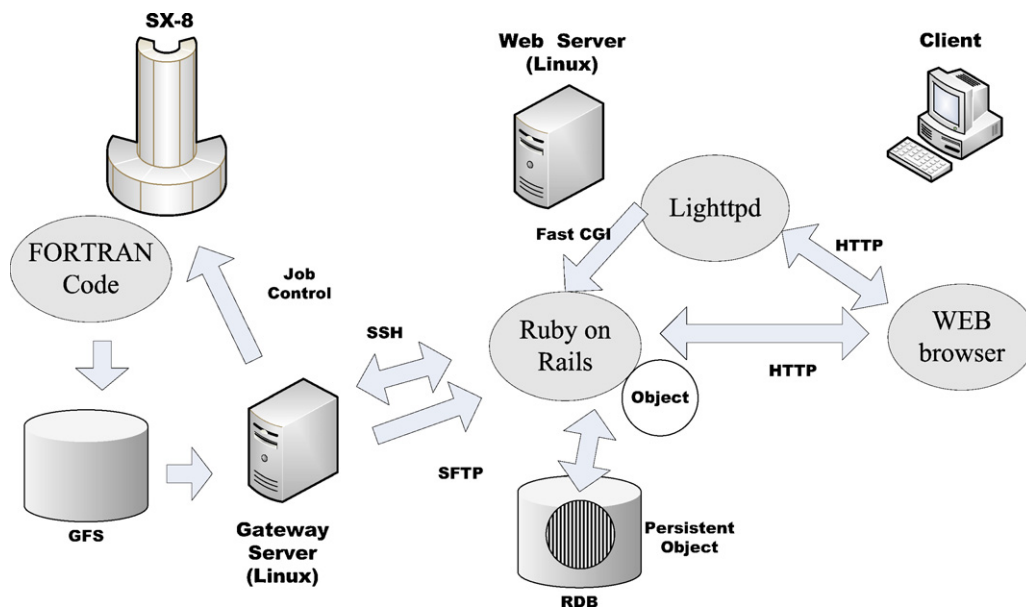 SX-8
Web Server
(Linux)
Client
FORTRAN
Code
Job
Control
Fast CGI
Lighttpd
HTTP
SSH
Ruby on
Rails
WEB
browser
HTTP
Object
SFTP
GFS
Gateway
Server
(Linux)
Persistent
Object
RDB